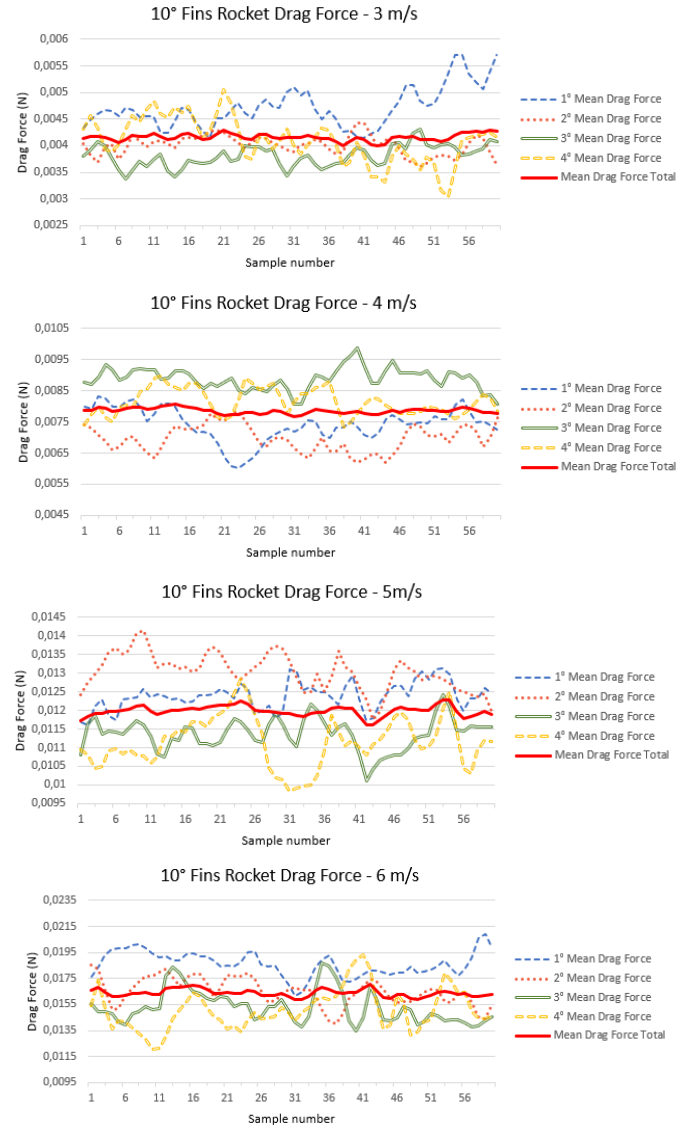 10° Fins Rocket Drag Force - 3 m/s
0,006
0,0055
0,005
0,0045
0,004
0,0035
0,003
0,0025
Drag Force (N)
1 6 11 16 21 26 31 36 41 46 51 56
Sample number
1° Mean Drag Force
2° Mean Drag Force
3° Mean Drag Force
4° Mean Drag Force
Mean Drag Force Total
10° Fins Rocket Drag Force - 4 m/s
0,0105
0,0095
0,0085
0,0075
0,0065
0,0055
0,0045
Drag Force (N)
1 6 11 16 21 26 31 36 41 46 51 56
Sample number
1° Mean Drag Force
2° Mean Drag Force
3° Mean Drag Force
4° Mean Drag Force
Mean Drag Force Total
10° Fins Rocket Drag Force - 5m/s
0,0145
0,014
0,0135
0,013
0,0125
0,012
0,0115
0,011
0,0105
0,01
0,0095
Drag Force (N)
1 6 11 16 21 26 31 36 41 46 51 56
Sample number
1° Mean Drag Force
2° Mean Drag Force
3° Mean Drag Force
4° Mean Drag Force
Mean Drag Force Total
10° Fins Rocket Drag Force - 6 m/s
0,0235
0,0215
0,0195
0,0175
0,0155
0,0135
0,0115
0,0095
Drag Force (N)
1 6 11 16 21 26 31 36 41 46 51 56
Sample number
1° Mean Drag Force
2° Mean Drag Force
3° Mean Drag Force
4° Mean Drag Force
Mean Drag Force Total